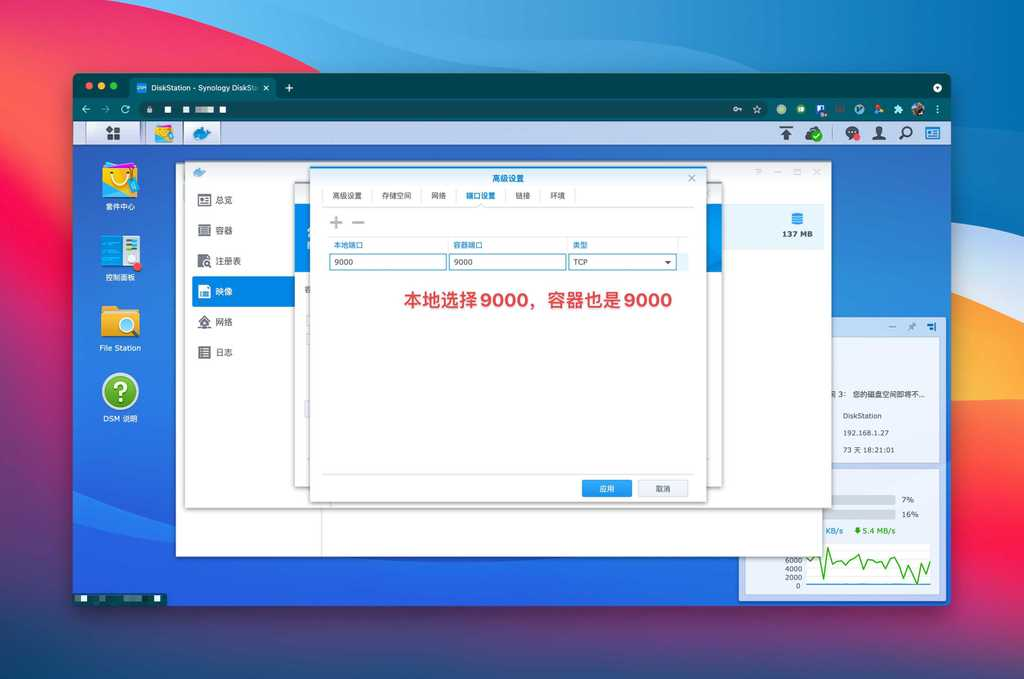 DiskStation - Synology DiskSta
套件中心
控制面板
File Station
DSM 说明
总览
容器
注册表
映像
网络
日志
高级设置
高级设置
存储空间
网络
端口设置
链接
环境
本地端口
容器端口
类型
9000
9000
TCP
本地选择9000，容器也是9000
应用
取消
137 MB
3： 您的磁盘空间即将不...
DiskStation
192.168.1.27
73 天 18:21:01
7%
16%
KB/s
5.4 MB/s
6000
4000
2000
0